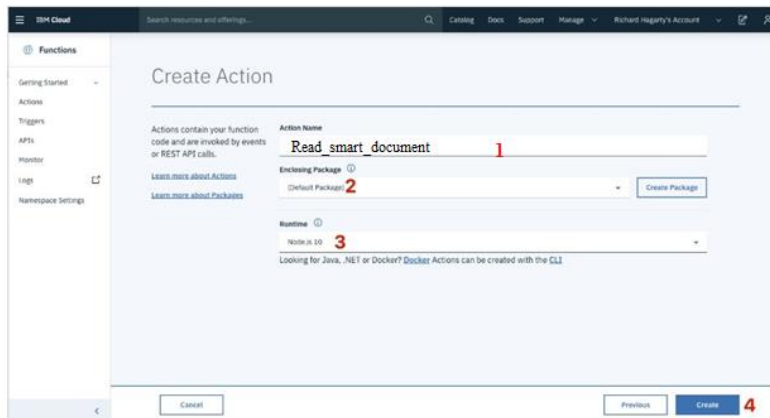 IBM Cloud
Search resources and offerings...
Catalog Docs Support Manage Richard Hagarty's Account
Functions
Getting Started
Actions
Triggers
APIs
Monitor
Logs
Namespace Settings
Create Action
Actions contain your function
code and are invoked by events
or REST API calls.
Learn more about Actions
Learn more about Packages
Action Name
Read_smart_document 1
Enclosing Package
(Default Package) 2
Create Package
Runtime
Node.js 10 3
Looking for Java, .NET or Docker? Docker Actions can be created with the CLI
Cancel
Previous
Create 4